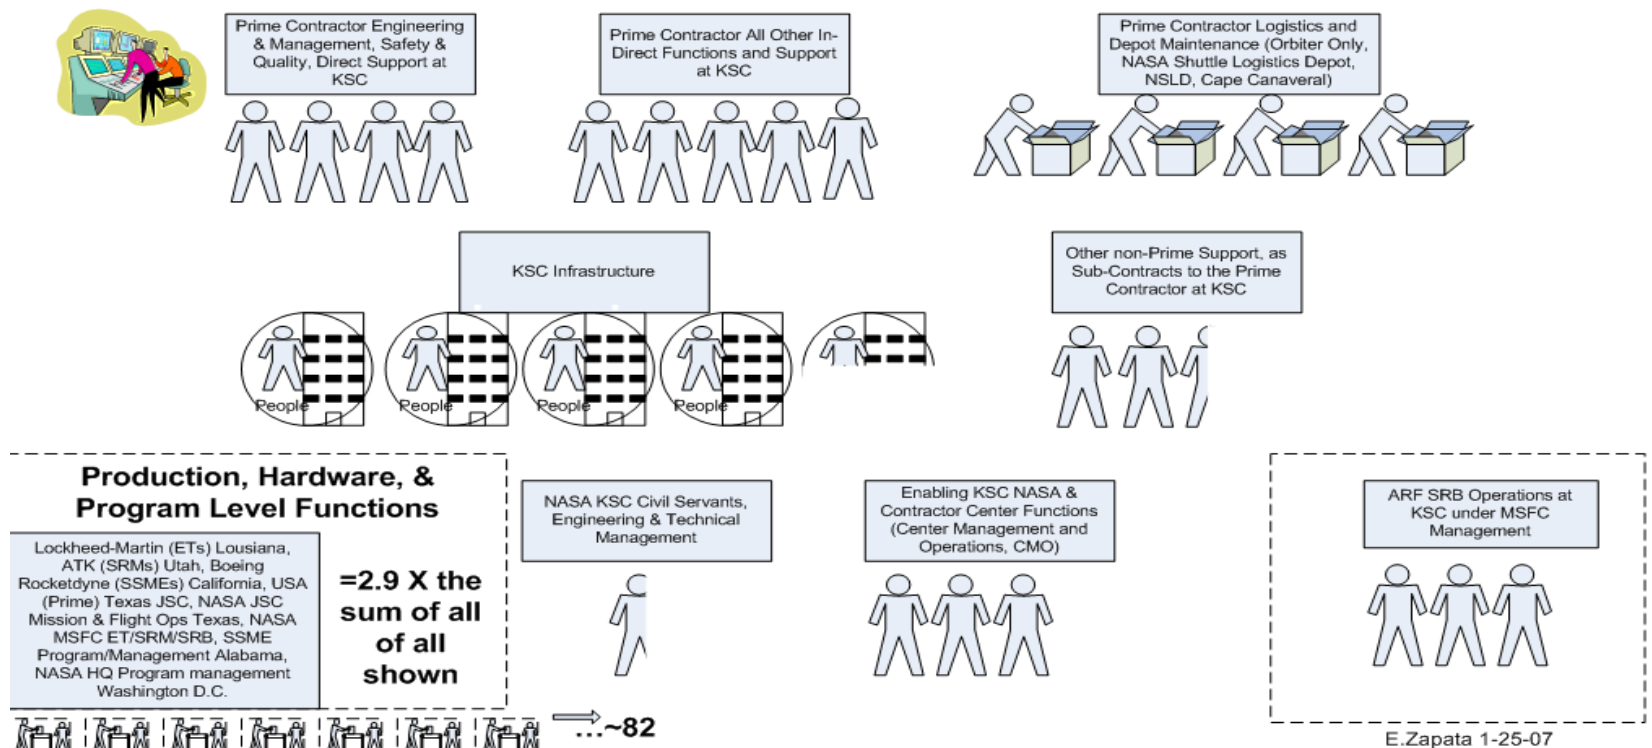 Prime Contractor Engineering
& Management, Safety &
Quality, Direct Support at
KSC
Prime Contractor All Other In-
Direct Functions and Support
at KSC
Prime Contractor Logistics and
Depot Maintenance (Orbiter Only,
NASA Shuttle Logistics Depot,
NSLD, Cape Canaveral)
KSC Infrastructure
Other non-Prime Support, as
Sub-Contracts to the Prime
Contractor at KSC
People
People
People
People
Production, Hardware, &
Program Level Functions
Lockheed-Martin (ETs) Lousiana,
ATK (SRMs) Utah, Boeing
Rocketdyne (SSMEs) California, USA
(Prime) Texas JSC, NASA JSC
Mission & Flight Ops Texas, NASA
MSFC ET/SRM/SRB, SSME
Program/Management Alabama,
NASA HQ Program management
Washington D.C.
=2.9 X the
sum of all
of all
shown
NASA KSC Civil Servants,
Engineering & Technical
Management
Enabling KSC NASA &
Contractor Center Functions
(Center Management and
Operations, CMO)
ARF SRB Operations at
KSC under MSFC
Management
...~82
E.Zapata 1-25-07